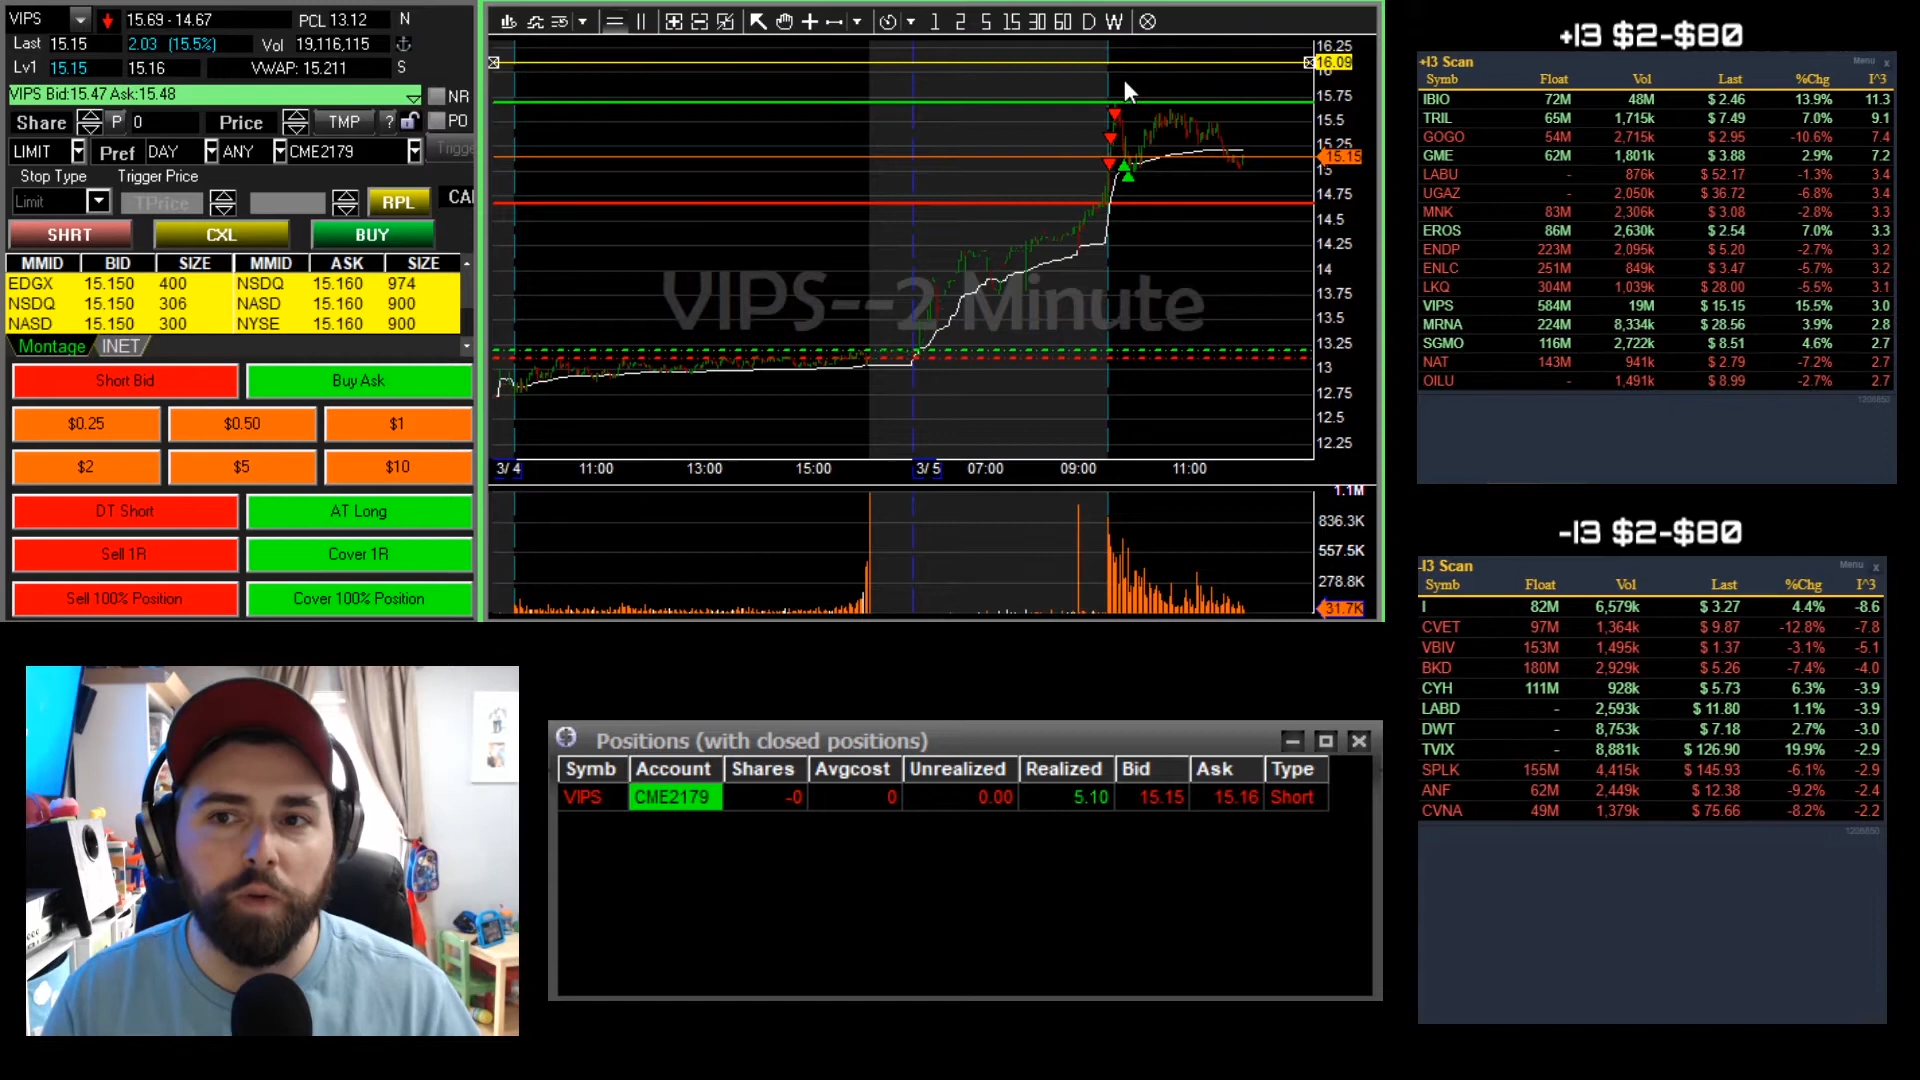 VIPS 15.69 - 14.67 PCL 13.12 N
Last 15.15 2.03 (15.5%) Vol 19,116,115
Lv1 15.15 15.16 VWAP: 15.211 S
VIPS Bid:15.47 Ask:15.48 NR
Share P 0 Price TMP ? PO
LIMIT Pref DAY ANY CME2179 Trigge
Stop Type Trigger Price
Limit TPrice RPL CAI
SHRT CXL BUY
MMID BID SIZE MMID ASK SIZE
EDGX 15.150 400 NSDQ 15.160 974
NSDQ 15.150 306 NASD 15.160 900
NASD 15.150 300 NYSE 15.160 900
Montage INET
Short Bid Buy Ask
$0.25 $0.50 $1
$2 $5 $10
DT Short AT Long
Sell 1R Cover 1R
Sell 100% Position Cover 100% Position
1 2 5 15 30 60 D W
16.25
16.09
16
15.75
15.5
15.25
15.15
15
14.75
14.5
14.25
14
13.75
13.5
13.25
13
12.75
12.5
12.25
VIPS--2 Minute
3/ 4 11:00 13:00 15:00 3/ 5 07:00 09:00 11:00
1.1M
836.3K
557.5K
278.8K
31.7K
+I3 $2-$80
+I3 Scan Menu x
Symb Float Vol Last %Chg I^3
IBIO 72M 48M $ 2.46 13.9% 11.3
TRIL 65M 1,715k $ 7.49 7.0% 9.1
GOGO 54M 2,715k $ 2.95 -10.6% 7.4
GME 62M 1,801k $ 3.88 2.9% 7.2
LABU - 876k $ 52.17 -1.3% 3.4
UGAZ - 2,050k $ 36.72 -6.8% 3.4
MNK 83M 2,306k $ 3.08 -2.8% 3.3
EROS 86M 2,630k $ 2.54 7.0% 3.3
ENDP 223M 2,095k $ 5.20 -2.7% 3.2
ENLC 251M 849k $ 3.47 -5.7% 3.2
LKQ 304M 1,039k $ 28.00 -5.5% 3.1
VIPS 584M 19M $ 15.15 15.5% 3.0
MRNA 224M 8,334k $ 28.56 3.9% 2.8
SGMO 116M 2,722k $ 8.51 4.6% 2.7
NAT 143M 941k $ 2.79 -7.2% 2.7
OILU - 1,491k $ 8.99 -2.7% 2.7
1206850
-I3 $2-$80
-I3 Scan Menu x
Symb Float Vol Last %Chg I^3
I 82M 6,579k $ 3.27 4.4% -8.6
CVET 97M 1,364k $ 9.87 -12.8% -7.8
VBIV 153M 1,495k $ 1.37 -3.1% -5.1
BKD 180M 2,929k $ 5.26 -7.4% -4.0
CYH 111M 928k $ 5.73 6.3% -3.9
LABD - 2,593k $ 11.80 1.1% -3.9
DWT - 8,753k $ 7.18 2.7% -3.0
TVIX - 8,881k $ 126.90 19.9% -2.9
SPLK 155M 4,415k $ 145.93 -6.1% -2.9
ANF 62M 2,449k $ 12.38 -9.2% -2.4
CVNA 49M 1,379k $ 75.66 -8.2% -2.2
1206850
Positions (with closed positions)
Symb Account Shares Avgcost Unrealized Realized Bid Ask Type
VIPS CME2179 -0 0 0.00 5.10 15.15 15.16 Short